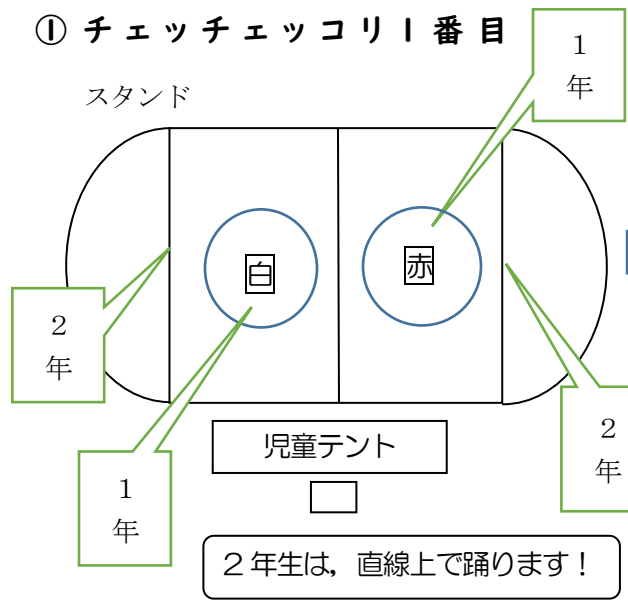 ① チェッチェッコリ１番目
１
年
スタンド
白
赤
２
年
２
年
児童テント
１
年
２年生は，直線上で踊ります！